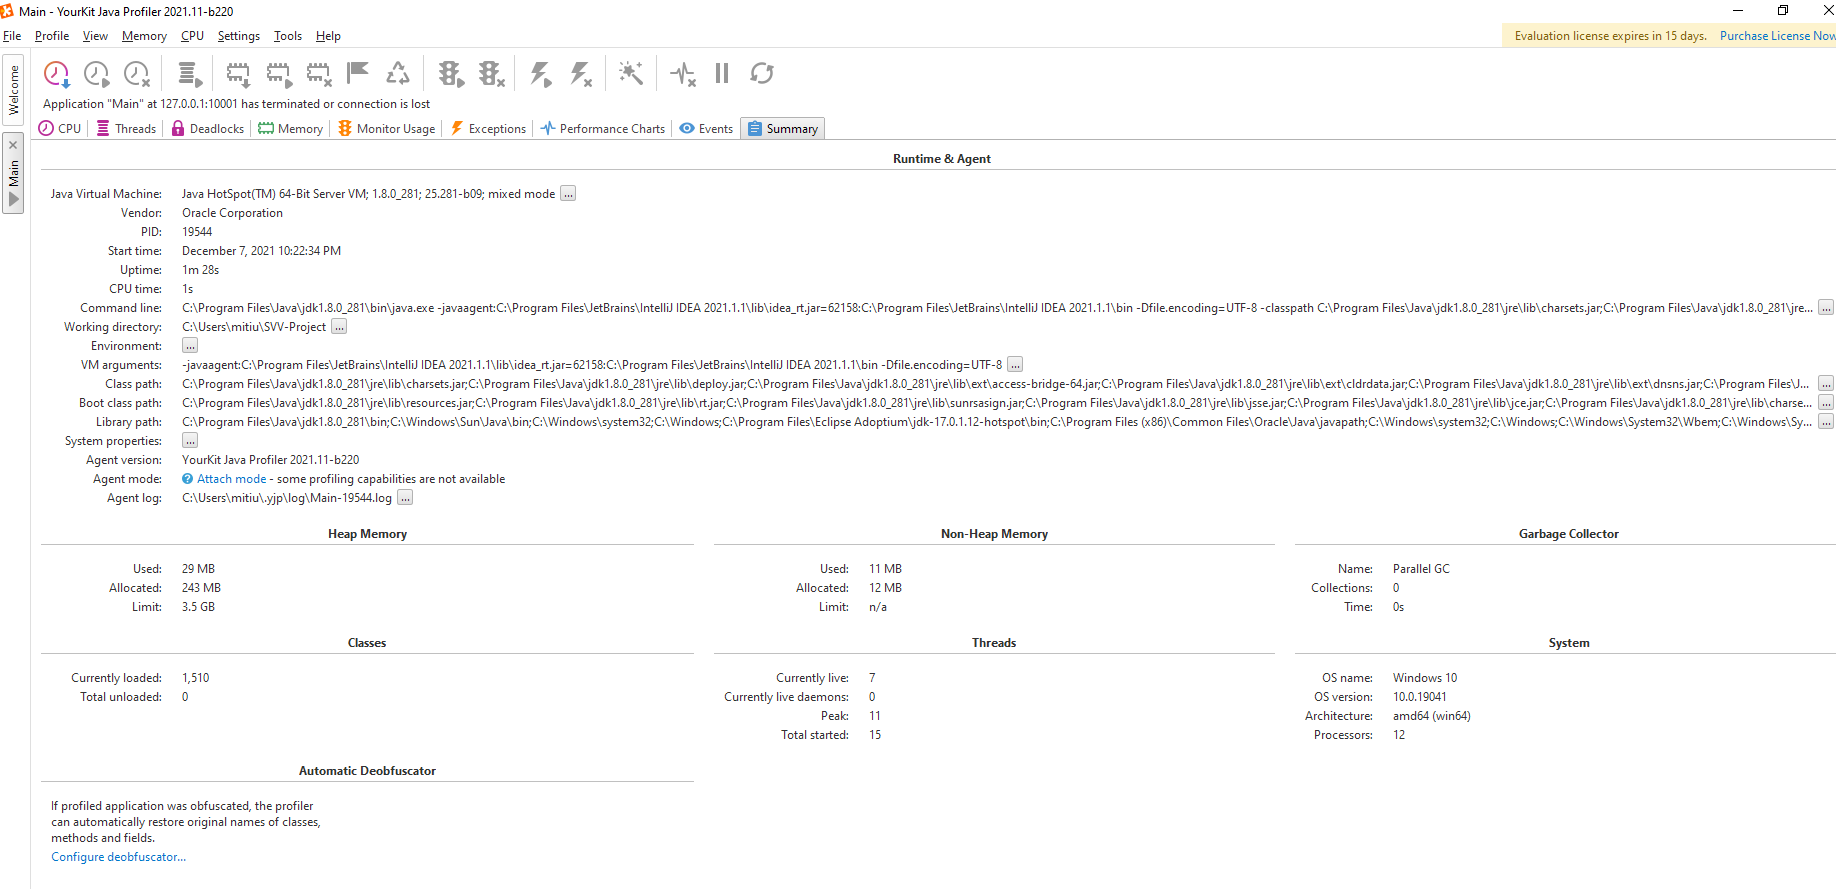 Main - YourKit Java Profiler 2021.11-b220
File Profile View Memory CPU Settings Tools Help
Evaluation license expires in 15 days. Purchase License Now
Welcome
Main
Application "Main" at 127.0.0.1:10001 has terminated or connection is lost
CPU Threads Deadlocks Memory Monitor Usage Exceptions Performance Charts Events Summary
Runtime & Agent
Java Virtual Machine: Java HotSpot(TM) 64-Bit Server VM; 1.8.0_281; 25.281-b09; mixed mode ...
Vendor: Oracle Corporation
PID: 19544
Start time: December 7, 2021 10:22:34 PM
Uptime: 1m 28s
CPU time: 1s
Command line: C:\Program Files\Java\jdk1.8.0_281\bin\java.exe -javaagent:C:\Program Files\JetBrains\IntelliJ IDEA 2021.1.1\lib\idea_rt.jar=62158:C:\Program Files\JetBrains\IntelliJ IDEA 2021.1.1\bin -Dfile.encoding=UTF-8 -classpath C:\Program Files\Java\jdk1.8.0_281\jre\lib\charsets.jar;C:\Program Files\Java\jdk1.8.0_281\jre... ...
Working directory: C:\Users\mitiu\SVV-Project ...
Environment: ...
VM arguments: -javaagent:C:\Program Files\JetBrains\IntelliJ IDEA 2021.1.1\lib\idea_rt.jar=62158:C:\Program Files\JetBrains\IntelliJ IDEA 2021.1.1\bin -Dfile.encoding=UTF-8 ...
Class path: C:\Program Files\Java\jdk1.8.0_281\jre\lib\charsets.jar;C:\Program Files\Java\jdk1.8.0_281\jre\lib\deploy.jar;C:\Program Files\Java\jdk1.8.0_281\jre\lib\ext\access-bridge-64.jar;C:\Program Files\Java\jdk1.8.0_281\jre\lib\ext\cldrdata.jar;C:\Program Files\Java\jdk1.8.0_281\jre\lib\ext\dnsns.jar;C:\Program Files\J... ...
Boot class path: C:\Program Files\Java\jdk1.8.0_281\jre\lib\resources.jar;C:\Program Files\Java\jdk1.8.0_281\jre\lib\rt.jar;C:\Program Files\Java\jdk1.8.0_281\jre\lib\sunrsasign.jar;C:\Program Files\Java\jdk1.8.0_281\jre\lib\jsse.jar;C:\Program Files\Java\jdk1.8.0_281\jre\lib\jce.jar;C:\Program Files\Java\jdk1.8.0_281\jre\lib\charse... ...
Library path: C:\Program Files\Java\jdk1.8.0_281\bin;C:\Windows\Sun\Java\bin;C:\Windows\system32;C:\Windows;C:\Program Files\Eclipse Adoptium\jdk-17.0.1.12-hotspot\bin;C:\Program Files (x86)\Common Files\Oracle\Java\javapath;C:\Windows\system32;C:\Windows;C:\Windows\System32\Wbem;C:\Windows\Sy... ...
System properties: ...
Agent version: YourKit Java Profiler 2021.11-b220
Agent mode: ? Attach mode - some profiling capabilities are not available
Agent log: C:\Users\mitiu\.yjp\log\Main-19544.log ...
Heap Memory
Used: 29 MB
Allocated: 243 MB
Limit: 3.5 GB
Non-Heap Memory
Used: 11 MB
Allocated: 12 MB
Limit: n/a
Garbage Collector
Name: Parallel GC
Collections: 0
Time: 0s
Classes
Currently loaded: 1,510
Total unloaded: 0
Threads
Currently live: 7
Currently live daemons: 0
Peak: 11
Total started: 15
System
OS name: Windows 10
OS version: 10.0.19041
Architecture: amd64 (win64)
Processors: 12
Automatic Deobfuscator
If profiled application was obfuscated, the profiler
can automatically restore original names of classes,
methods and fields.
Configure deobfuscator...